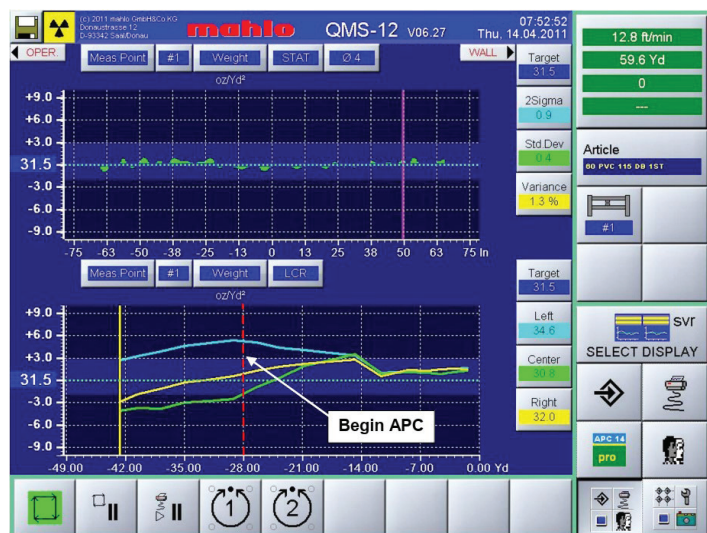 (c) 2011 mahlo GmbH&Co KG
Donaustrasse 12
D-93342 Saal/Donau
mahlo
QMS-12 V06.27
07:52:52
Thu. 14.04.2011
OPER
Meas Point #1 Weight STAT Ø 4
WALL
oz/Yd²
+9.0
+6.0
+3.0
31.5
-3.0
-6.0
-9.0
-75 -63 -50 -38 -25 -13 0 13 25 38 50 63 75 In
Target
31.5
2Sigma
0.9
Std.Dev
0.4
Variance
1.3 %
Meas Point #1 Weight LCR
oz/Yd²
+9.0
+6.0
+3.0
31.5
-3.0
-6.0
-9.0
-49.00 -42.00 -35.00 -28.00 -21.00 -14.00 -7.00 0.00 Yd
Begin APC
Target
31.5
Left
34.6
Center
30.8
Right
32.0
12.8 ft/min
59.6 Yd
0
---
Article
60 PVC 115 DB 1ST
#1
svr
SELECT DISPLAY
APC 14
pro
1
2